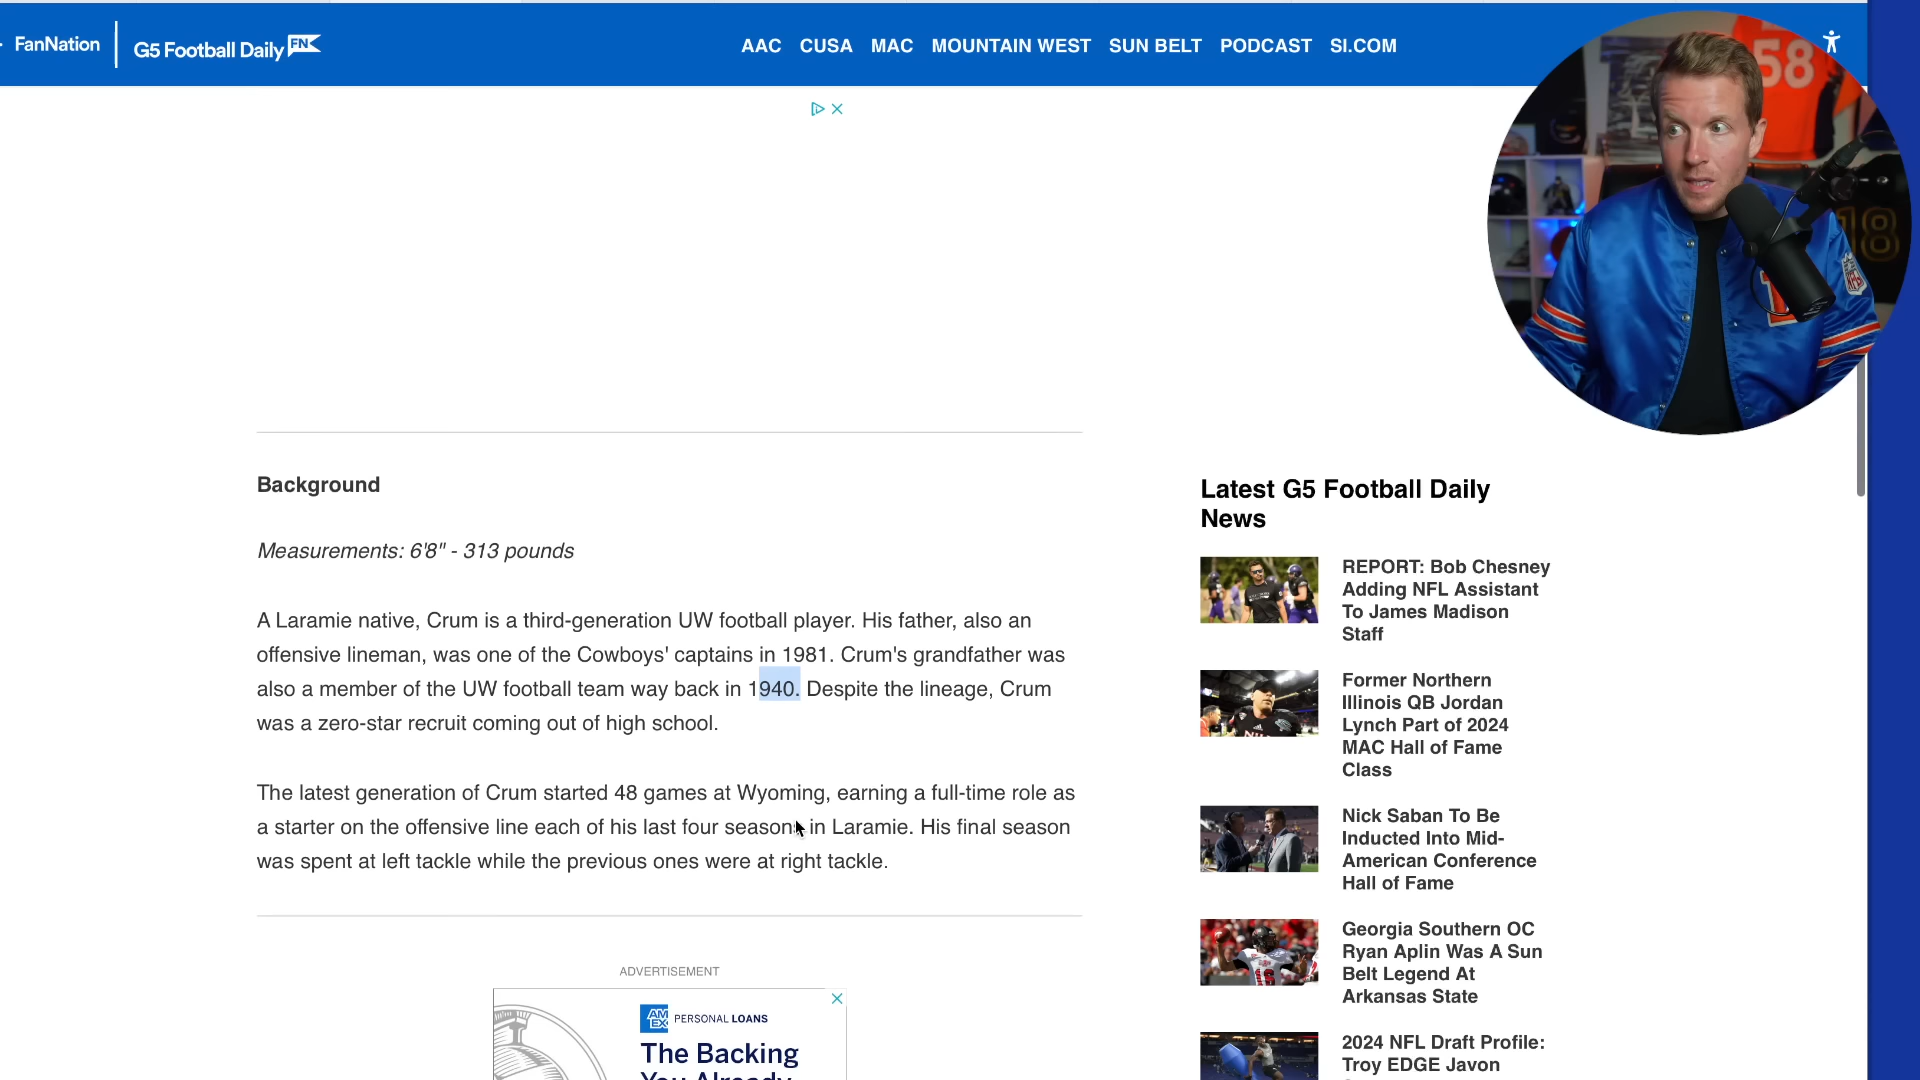 FanNation
G5 Football Daily FN
AAC CUSA MAC MOUNTAIN WEST SUN BELT PODCAST SI.COM
58
18
NFL
Background
Measurements: 6'8" - 313 pounds
A Laramie native, Crum is a third-generation UW football player. His father, also an
offensive lineman, was one of the Cowboys' captains in 1981. Crum's grandfather was
also a member of the UW football team way back in 1940. Despite the lineage, Crum
was a zero-star recruit coming out of high school.
The latest generation of Crum started 48 games at Wyoming, earning a full-time role as
a starter on the offensive line each of his last four seasons in Laramie. His final season
was spent at left tackle while the previous ones were at right tackle.
ADVERTISEMENT
AM
EX
PERSONAL LOANS
The Backing
You Already
Latest G5 Football Daily
News
REPORT: Bob Chesney
Adding NFL Assistant
To James Madison
Staff
Former Northern
Illinois QB Jordan
Lynch Part of 2024
MAC Hall of Fame
Class
Nick Saban To Be
Inducted Into Mid-
American Conference
Hall of Fame
Georgia Southern OC
Ryan Aplin Was A Sun
Belt Legend At
Arkansas State
2024 NFL Draft Profile:
Troy EDGE Javon